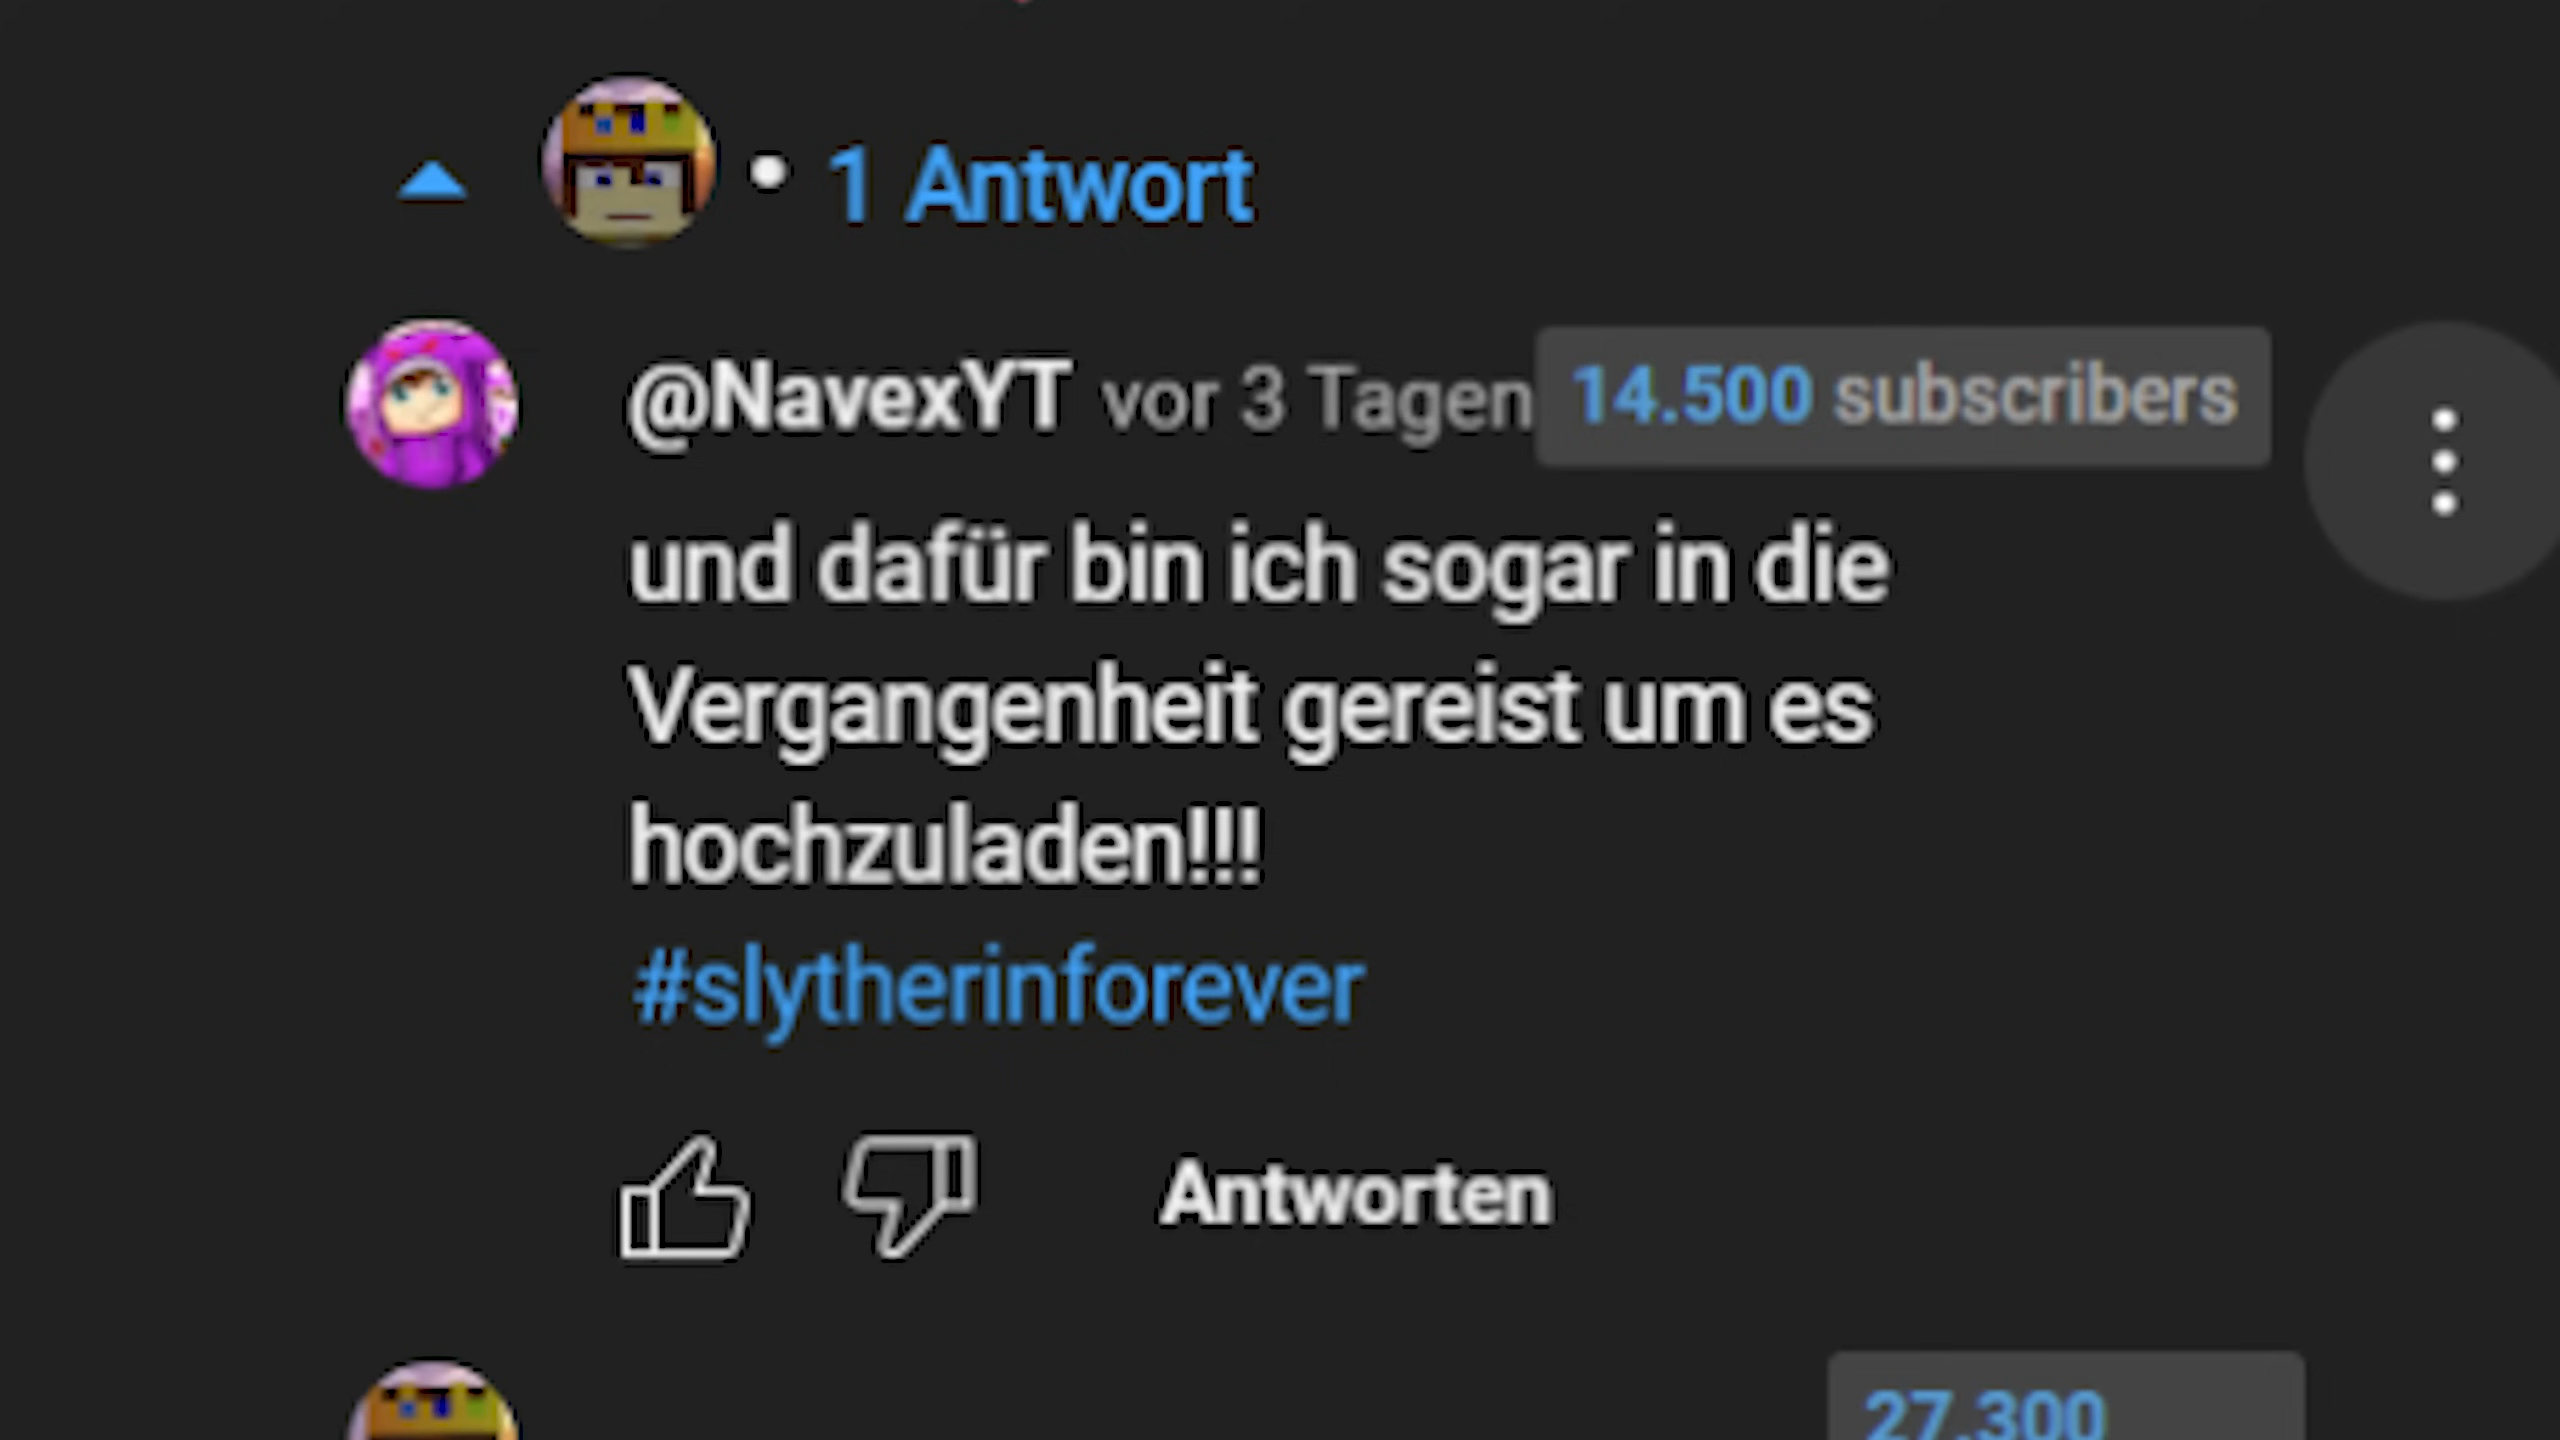 1 Antwort
@NavexYT vor 3 Tagen 14.500 subscribers
und dafür bin ich sogar in die
Vergangenheit gereist um es
hochzuladen!!!
#slytherinforever
Antworten
27.300